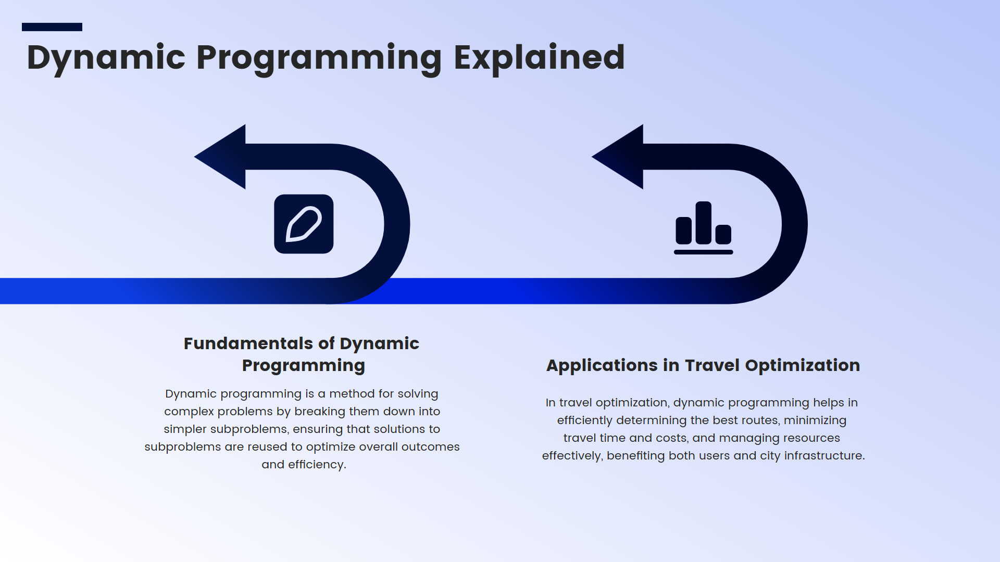 Dynamic Programming Explained
Fundamentals of Dynamic
Programming
Dynamic programming is a method for solving
complex problems by breaking them down into
simpler subproblems, ensuring that solutions to
subproblems are reused to optimize overall outcomes
and efficiency.
Applications in Travel Optimization
In travel optimization, dynamic programming helps in
efficiently determining the best routes, minimizing
travel time and costs, and managing resources
effectively, benefiting both users and city infrastructure.